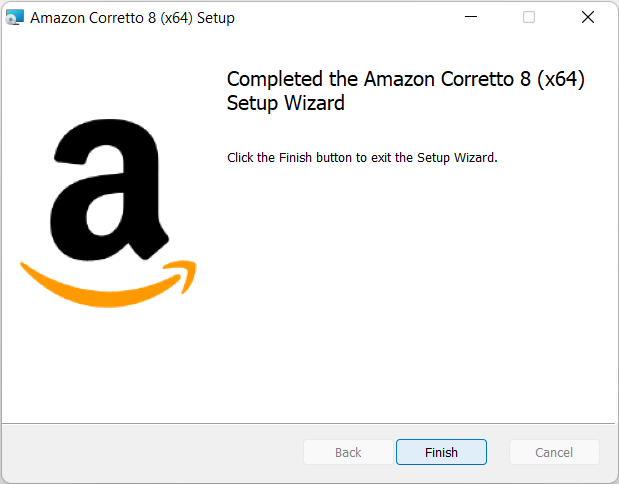 Amazon Corretto 8 (x64) Setup
Completed the Amazon Corretto 8 (x64)
Setup Wizard
Click the Finish button to exit the Setup Wizard.
a
Back
Finish
Cancel